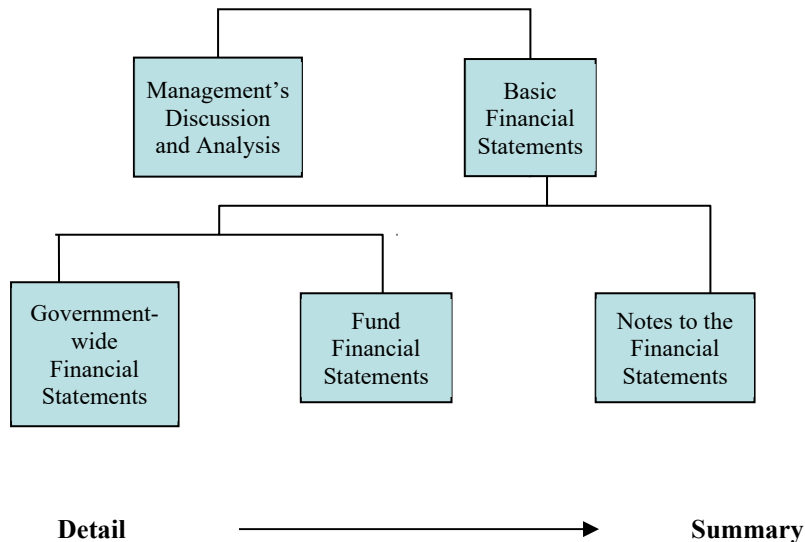 Management’s
Discussion
and Analysis
Basic
Financial
Statements
Government-
wide
Financial
Statements
Fund
Financial
Statements
Notes to the
Financial
Statements
Detail
Summary